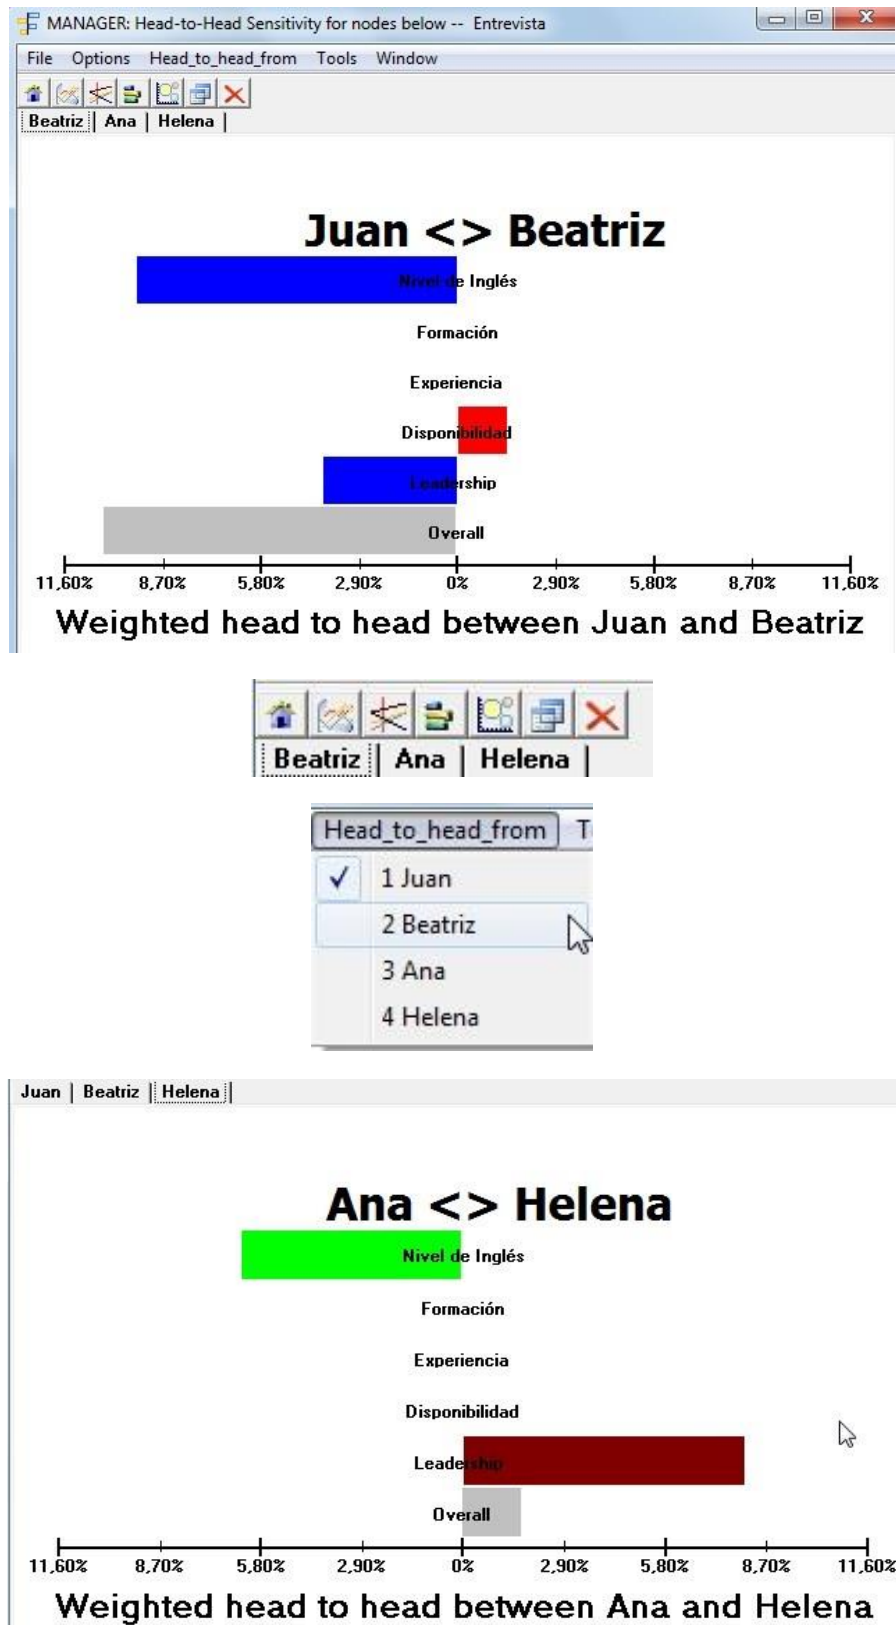 MANAGER: Head-to-Head Sensitivity for nodes below -- Entrevista
File Options Head_to_head_from Tools Window
Beatriz | Ana | Helena |
Juan <> Beatriz
Nivel de Inglés
Formación
Experiencia
Disponibilidad
Leadership
Overall
11,60% 8,70% 5,80% 2,90% 0% 2,90% 5,80% 8,70% 11,60%
Weighted head to head between Juan and Beatriz
Beatriz | Ana | Helena |
Head_to_head_from
1 Juan
2 Beatriz
3 Ana
4 Helena
Juan | Beatriz | Helena |
Ana <> Helena
Nivel de Inglés
Formación
Experiencia
Disponibilidad
Leadership
Overall
11,60% 8,70% 5,80% 2,90% 0% 2,90% 5,80% 8,70% 11,60%
Weighted head to head between Ana and Helena